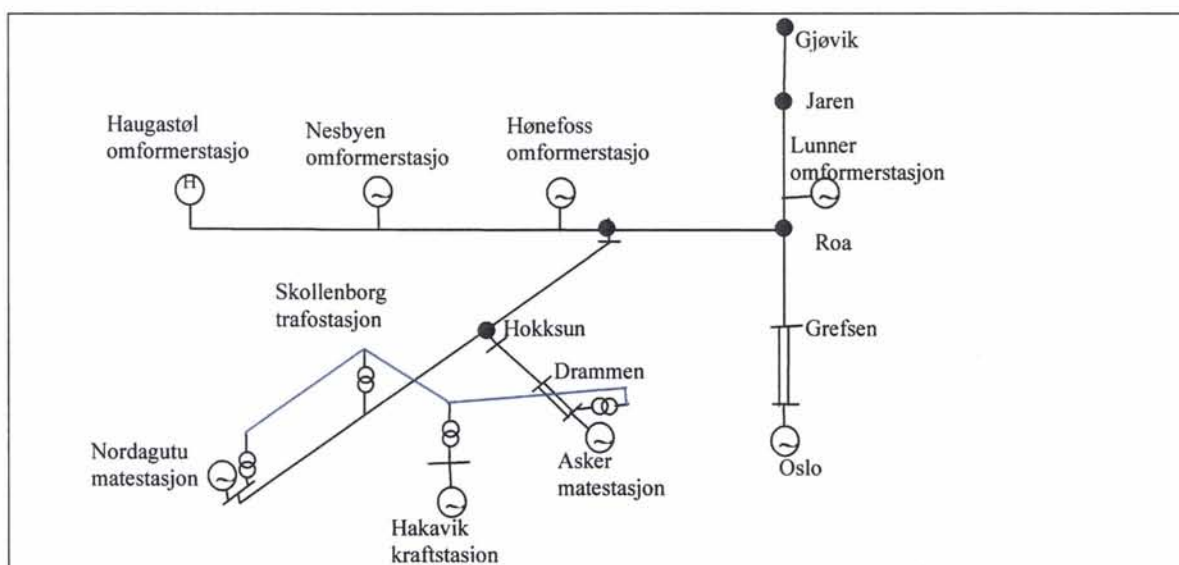 Gjøvik
Jaren
Haugastøl
omformerstasjo
Nesbyen
omformerstasjo
Hønefoss
omformerstasjo
Lunner
omformerstasjon
H
Roa
Skollenborg
trafostasjon
Hokksun
Grefsen
Drammen
Nordagutu
matestasjon
Asker
matestasjon
Oslo
Hakavik
kraftstasjon